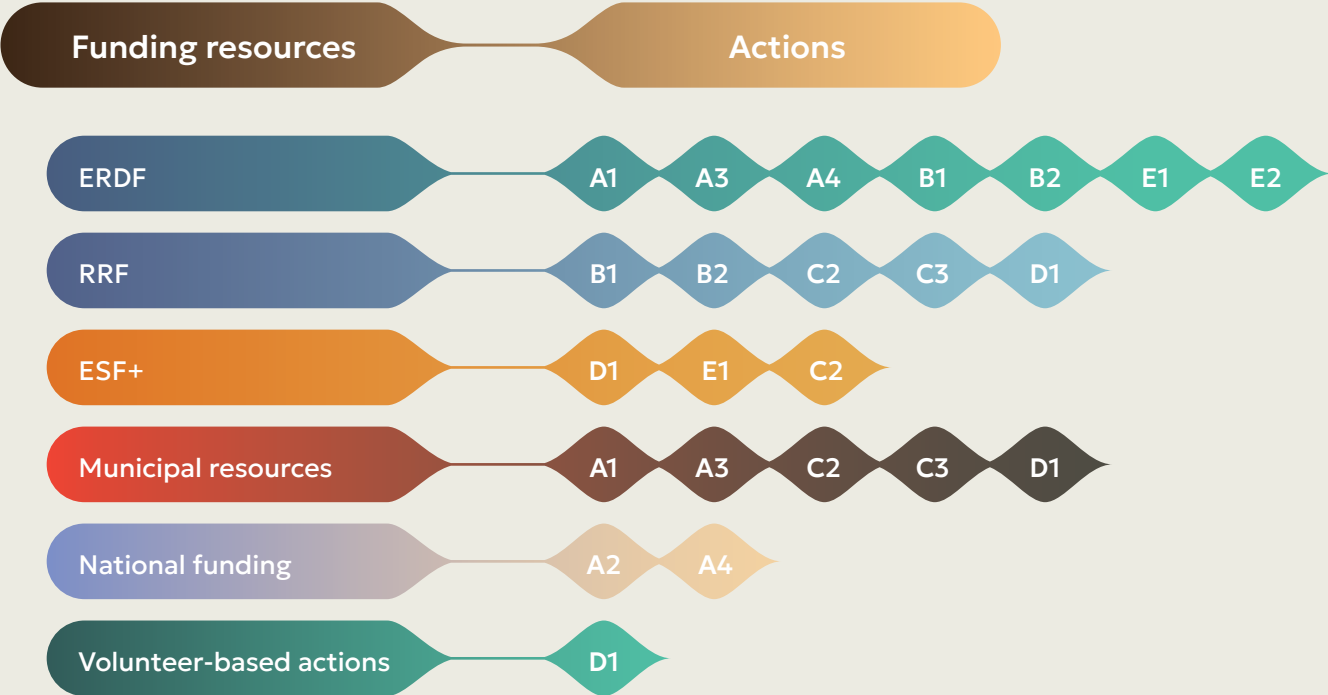 Funding resources Actions
ERDF A1 A3 A4 B1 B2 E1 E2
RRF B1 B2 C2 C3 D1
ESF+ D1 E1 C2
Municipal resources A1 A3 C2 C3 D1
National funding A2 A4
Volunteer-based actions D1